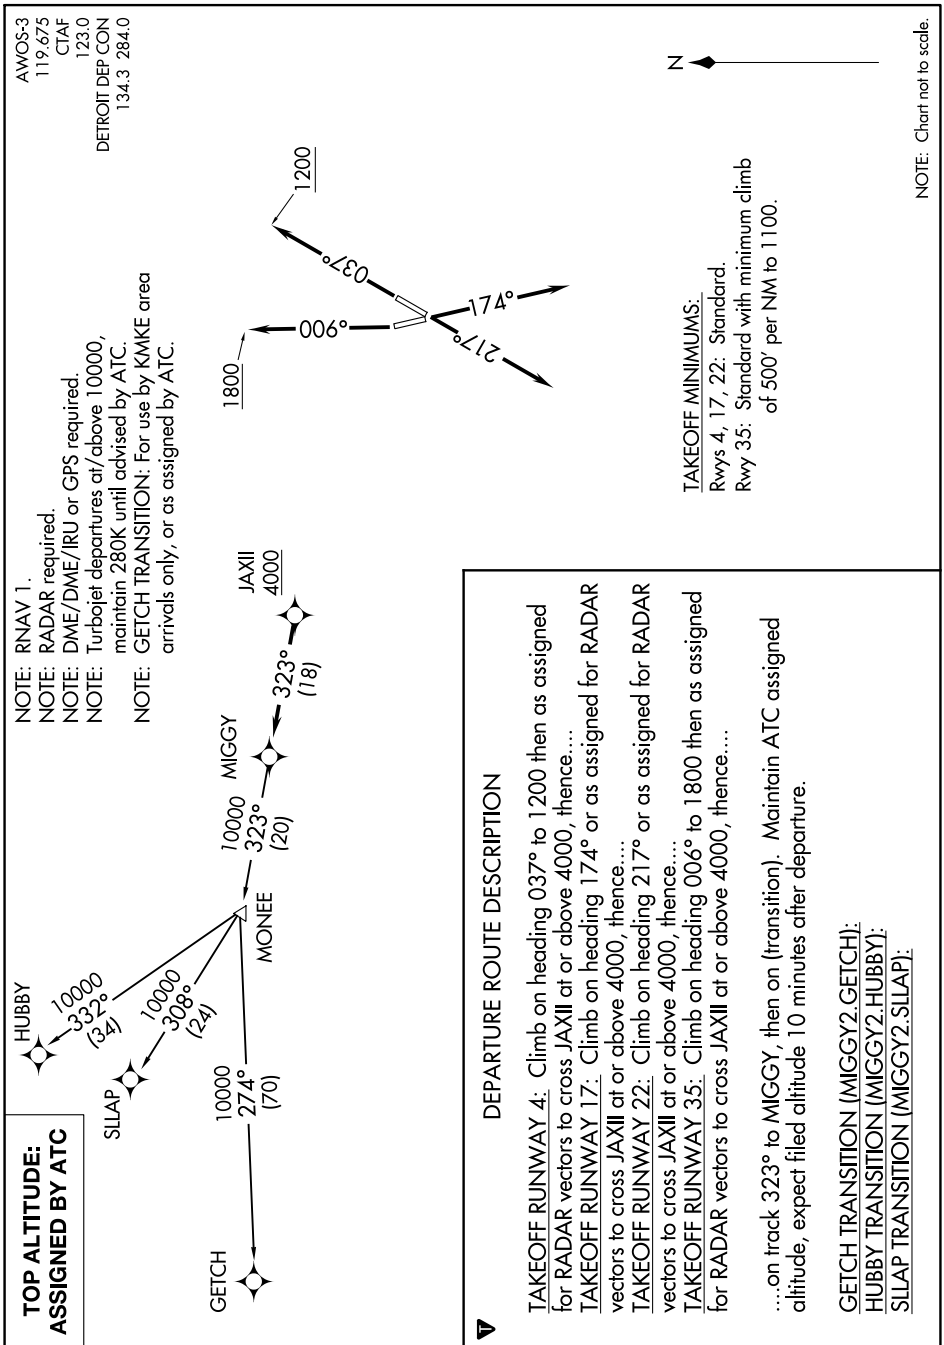 TOP ALTITUDE:
ASSIGNED BY ATC
NOTE: RNAV 1.
NOTE: RADAR required.
NOTE: DME/DME/IRU or GPS required.
NOTE: Turbojet departures at/above 10000,
maintain 280K until advised by ATC.
NOTE: GETCH TRANSITION: For use by KMKE area
arrivals only, or as assigned by ATC.
AWOS-3
119.675
CTAF
123.0
DETROIT DEP CON
134.3 284.0
HUBBY
10000
332°
(34)
SLLAP
10000
308°
(24)
GETCH
10000
274°
(70)
MONEE
10000
323°
(20)
MIGGY
323°
(18)
JAXII
4000
1800
006°
1200
037°
217°
174°
N
TAKEOFF MINIMUMS:
Rwys 4, 17, 22: Standard.
Rwy 35: Standard with minimum climb
of 500' per NM to 1100.
NOTE: Chart not to scale.
T
DEPARTURE ROUTE DESCRIPTION
TAKEOFF RUNWAY 4: Climb on heading 037° to 1200 then as assigned
for RADAR vectors to cross JAXII at or above 4000, thence....
TAKEOFF RUNWAY 17: Climb on heading 174° or as assigned for RADAR
vectors to cross JAXII at or above 4000, thence....
TAKEOFF RUNWAY 22: Climb on heading 217° or as assigned for RADAR
vectors to cross JAXII at or above 4000, thence....
TAKEOFF RUNWAY 35: Climb on heading 006° to 1800 then as assigned
for RADAR vectors to cross JAXII at or above 4000, thence....
....on track 323° to MIGGY, then on (transition). Maintain ATC assigned
altitude, expect filed altitude 10 minutes after departure.
GETCH TRANSITION (MIGGY2.GETCH):
HUBBY TRANSITION (MIGGY2.HUBBY):
SLLAP TRANSITION (MIGGY2.SLLAP):